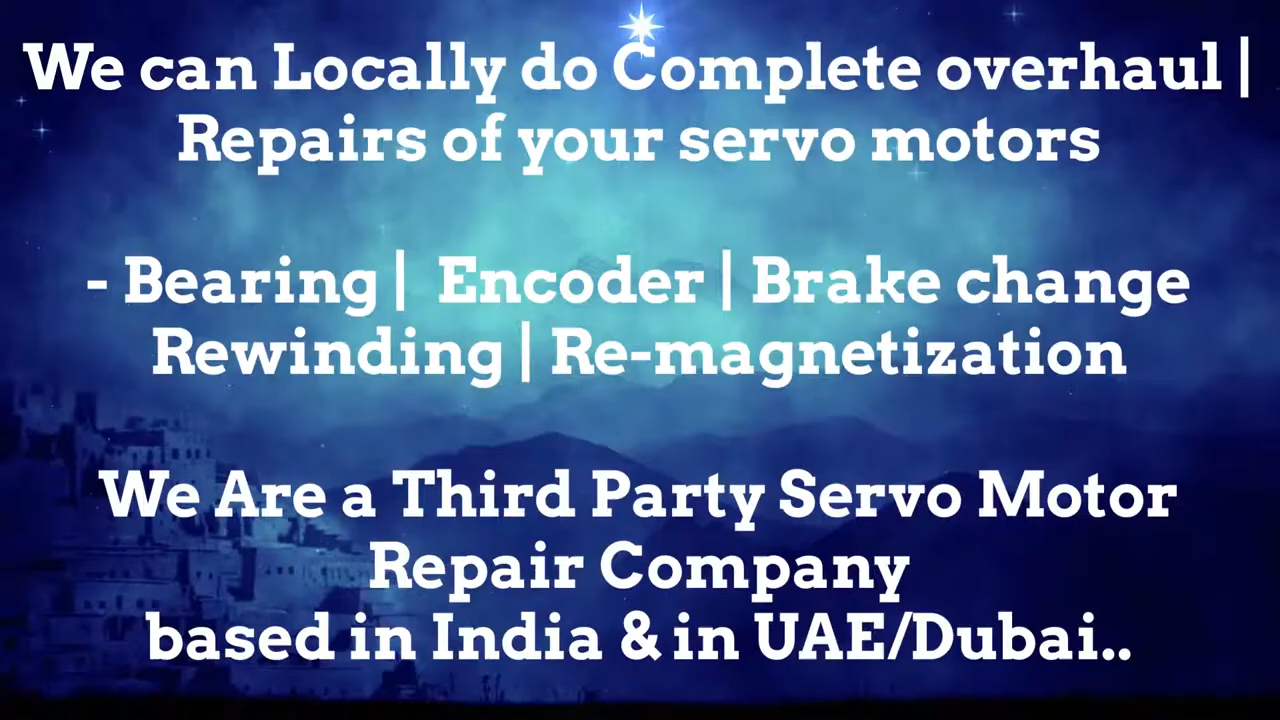 We can Locally do Complete overhaul |
Repairs of your servo motors
- Bearing | Encoder | Brake change
Rewinding | Re-magnetization
We Are a Third Party Servo Motor
Repair Company
based in India & in UAE/Dubai..